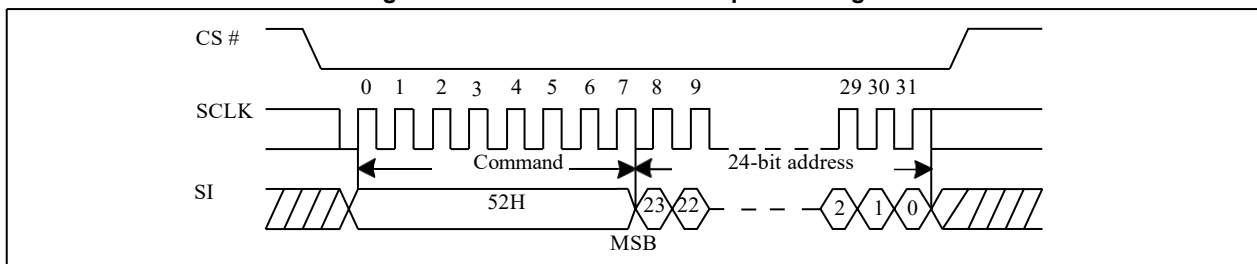 CS #
0 1 2 3 4 5 6 7 8 9 29 30 31
SCLK
Command 24-bit address
SI 52H 23 22 2 1 0
MSB